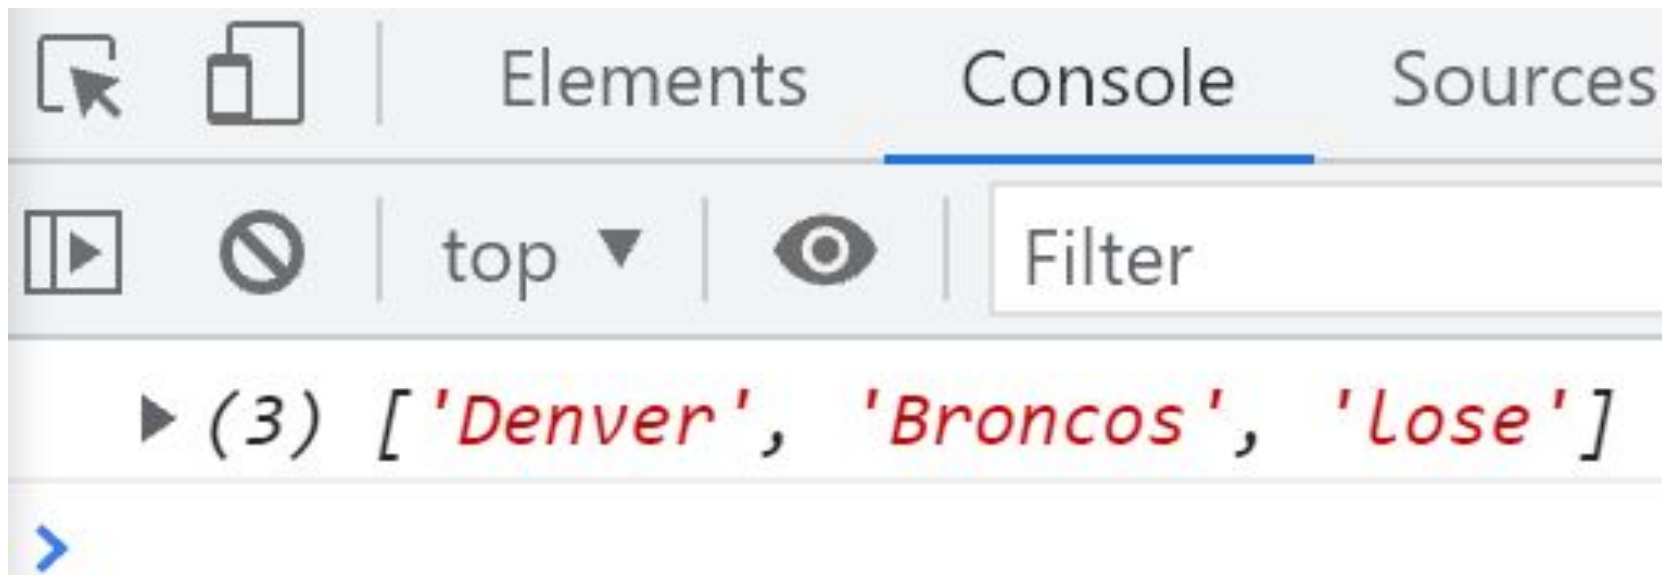 Elements Console Sources
top Filter
(3) ['Denver', 'Broncos', 'lose']